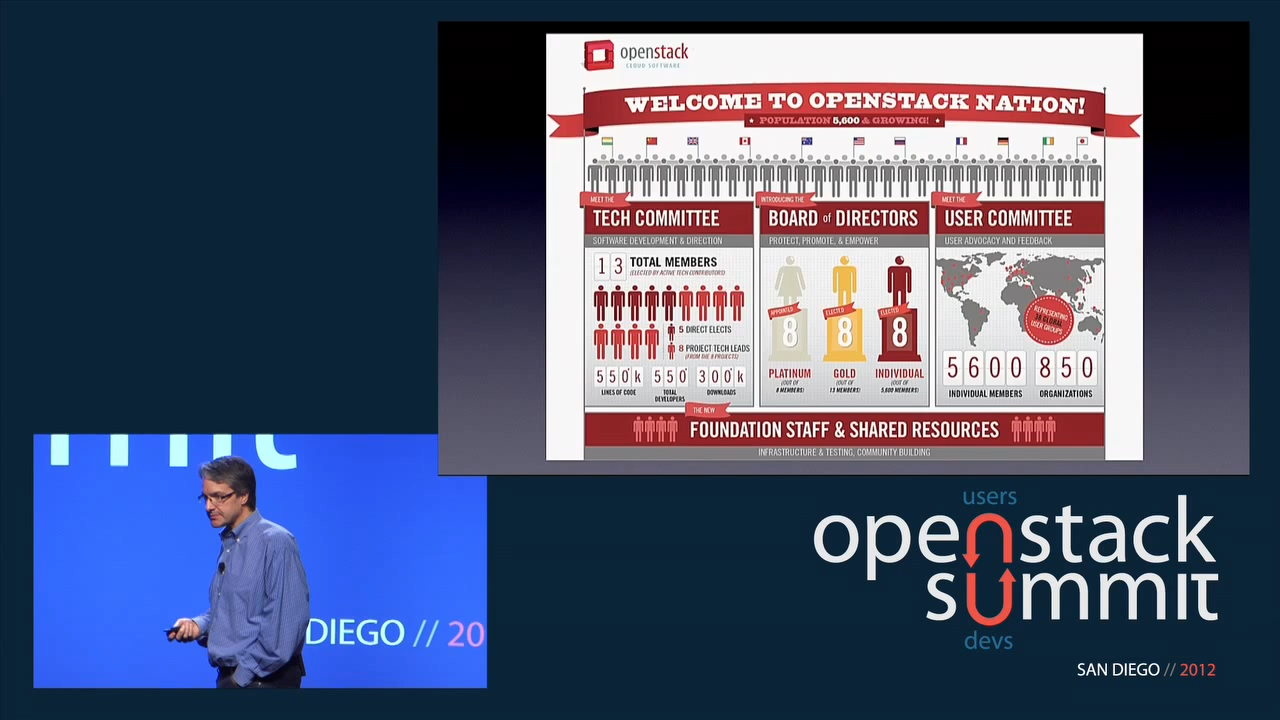 openstack
CLOUD SOFTWARE
WELCOME TO OPENSTACK NATION!
★ POPULATION 5,600 & GROWING! ★
MEET THE
TECH COMMITTEE
SOFTWARE DEVELOPMENT & DIRECTION
13 TOTAL MEMBERS
(ELECTED BY ACTIVE TECH CONTRIBUTORS)
5 DIRECT ELECTS
8 PROJECT TECH LEADS
(FROM THE 8 PROJECTS)
550k
LINES OF CODE
550
TOTAL
DEVELOPERS
300k
DOWNLOADS
INTRODUCING THE
BOARD of DIRECTORS
PROTECT, PROMOTE, & EMPOWER
APPOINTED
8
PLATINUM
(OUT OF
8 MEMBERS)
ELECTED
8
GOLD
(OUT OF
13 MEMBERS)
ELECTED
8
INDIVIDUAL
(OUT OF
5,600 MEMBERS)
MEET THE
USER COMMITTEE
USER ADVOCACY AND FEEDBACK
REPRESENTING
GLOBAL
USER GROUPS
5600
INDIVIDUAL MEMBERS
850
ORGANIZATIONS
THE NEW
FOUNDATION STAFF & SHARED RESOURCES
INFRASTRUCTURE & TESTING, COMMUNITY BUILDING
DIEGO // 20
users
openstack
summit
devs
SAN DIEGO // 2012